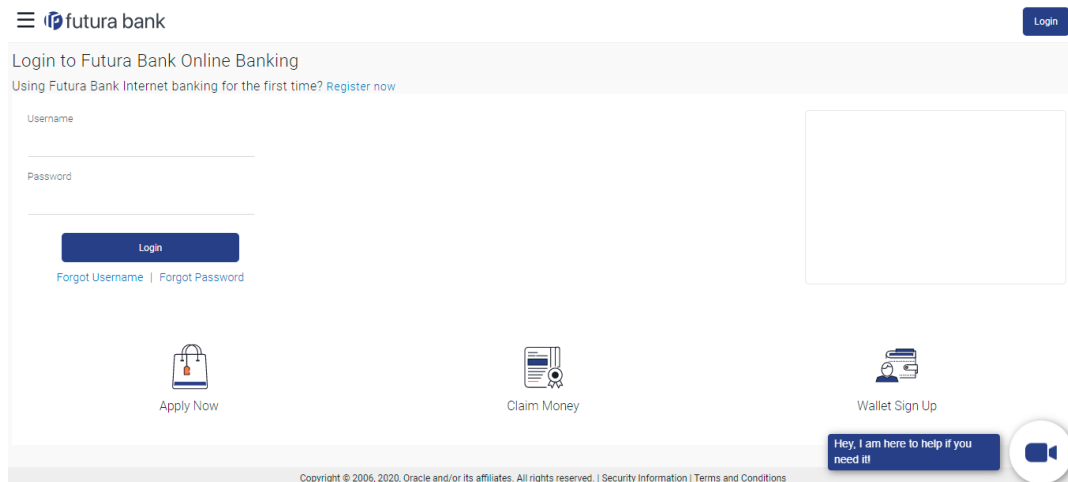 futura bank
Login
Login to Futura Bank Online Banking
Using Futura Bank Internet banking for the first time? Register now
Username
Password
Login
Forgot Username | Forgot Password
Apply Now
Claim Money
Wallet Sign Up
Hey, I am here to help if you
need it!
Copyright © 2006, 2020, Oracle and/or its affiliates. All rights reserved. | Security Information | Terms and Conditions